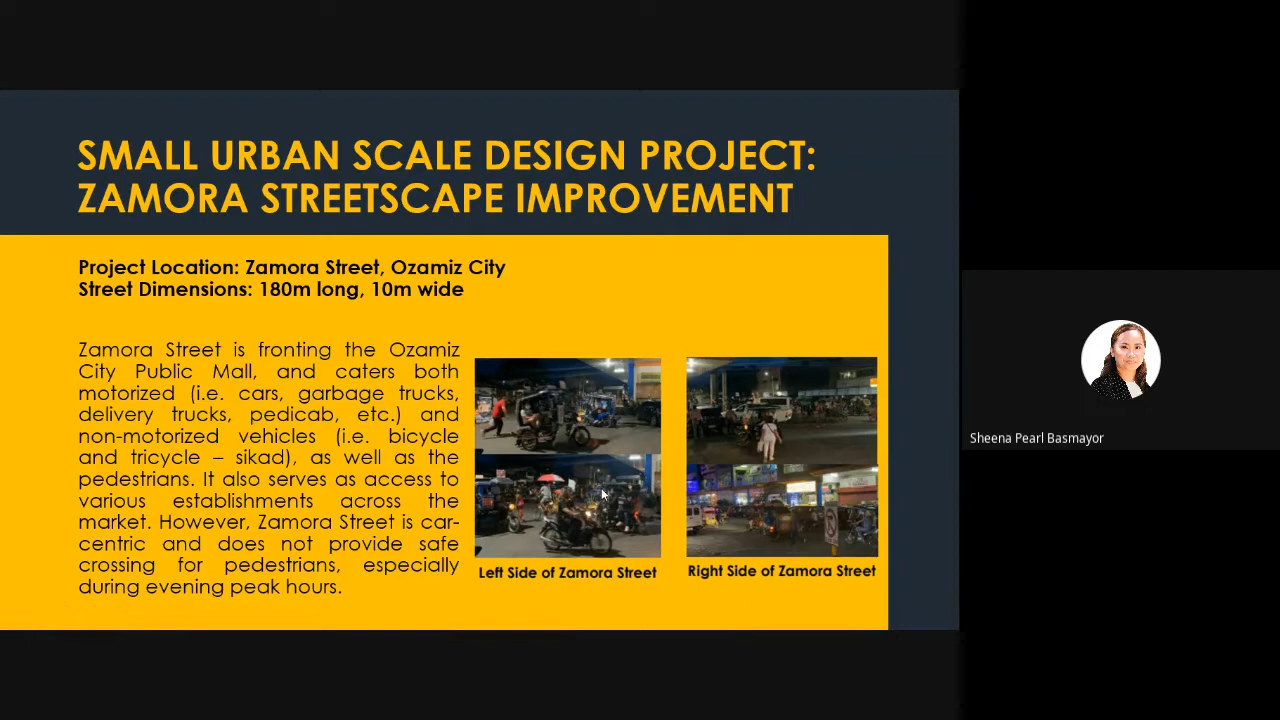 SMALL URBAN SCALE DESIGN PROJECT:
ZAMORA STREETSCAPE IMPROVEMENT
Project Location: Zamora Street, Ozamiz City
Street Dimensions: 180m long, 10m wide
Zamora Street is fronting the Ozamiz
City Public Mall, and caters both
motorized (i.e. cars, garbage trucks,
delivery trucks, pedicab, etc.) and
non-motorized vehicles (i.e. bicycle
and tricycle – sikad), as well as the
pedestrians. It also serves as access to
various establishments across the
market. However, Zamora Street is car-
centric and does not provide safe
crossing for pedestrians, especially
during evening peak hours.
Left Side of Zamora Street
Right Side of Zamora Street
Sheena Pearl Basmayor